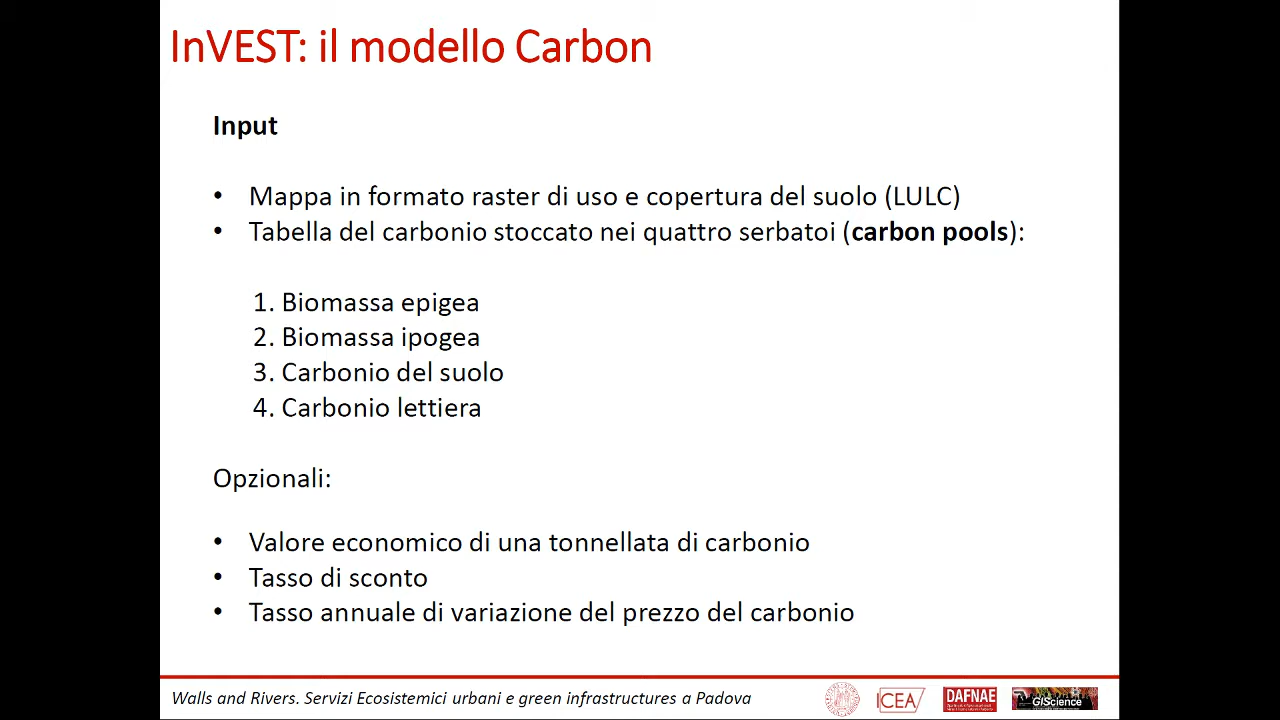 InVEST: il modello Carbon
Input
• Mappa in formato raster di uso e copertura del suolo (LULC)
• Tabella del carbonio stoccato nei quattro serbatoi (carbon pools):
1. Biomassa epigea
2. Biomassa ipogea
3. Carbonio del suolo
4. Carbonio lettiera
Opzionali:
• Valore economico di una tonnellata di carbonio
• Tasso di sconto
• Tasso annuale di variazione del prezzo del carbonio
Walls and Rivers. Servizi Ecosistemici urbani e green infrastructures a Padova
ICEA
DAFNAE
GIScience